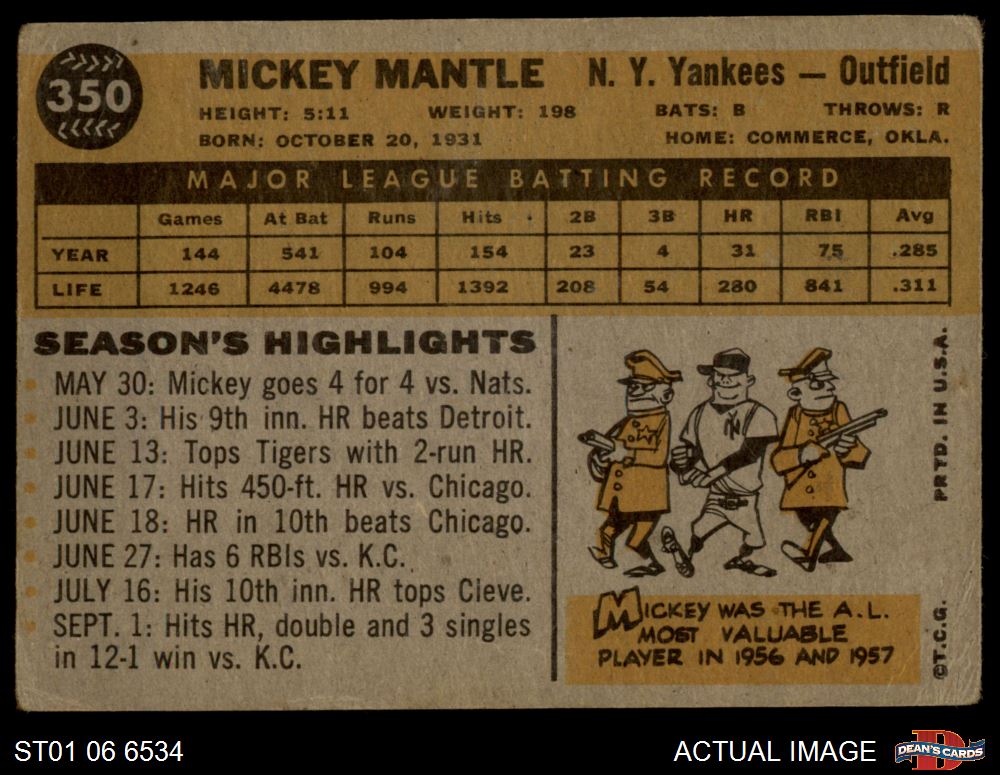 350
MICKEY MANTLE N. Y. Yankees — Outfield
HEIGHT: 5:11 WEIGHT: 198 BATS: B THROWS: R
BORN: OCTOBER 20, 1931 HOME: COMMERCE, OKLA.
MAJOR LEAGUE BATTING RECORD
Games At Bat Runs Hits 2B 3B HR RBI Avg
YEAR 144 541 104 154 23 4 31 75 .285
LIFE 1246 4478 994 1392 208 54 280 841 .311
SEASON'S HIGHLIGHTS
MAY 30: Mickey goes 4 for 4 vs. Nats.
JUNE 3: His 9th inn. HR beats Detroit.
JUNE 13: Tops Tigers with 2-run HR.
JUNE 17: Hits 450-ft. HR vs. Chicago.
JUNE 18: HR in 10th beats Chicago.
JUNE 27: Has 6 RBIs vs. K.C.
JULY 16: His 10th inn. HR tops Cleve.
SEPT. 1: Hits HR, double and 3 singles
in 12-1 win vs. K.C.
NY
MICKEY WAS THE A.L.
MOST VALUABLE
PLAYER IN 1956 AND 1957
©T.C.G. PRTD. IN U.S.A.
ST01 06 6534 ACTUAL IMAGE
D
DEAN'S CARDS